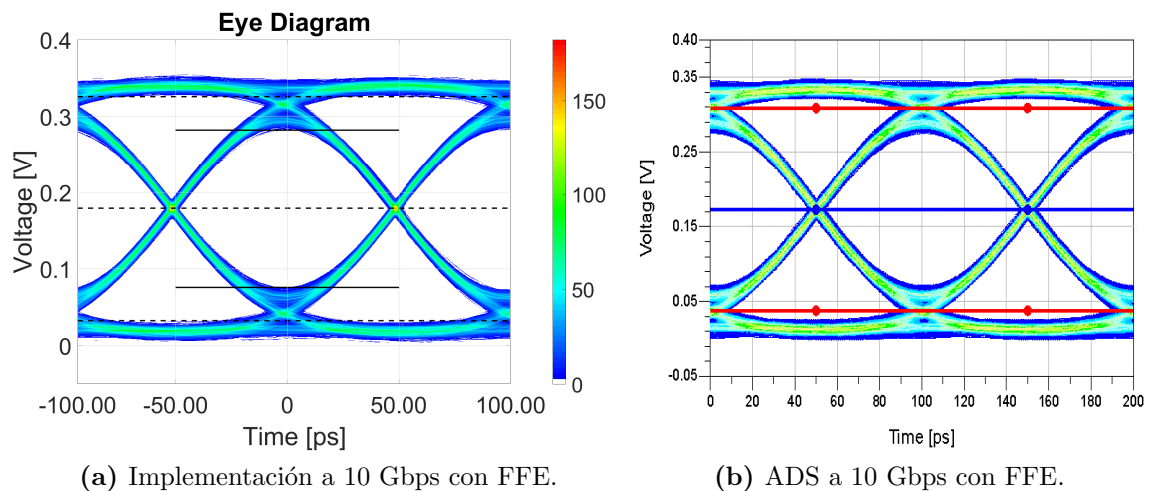 Eye Diagram
0.4
0.3
0.2
0.1
0
Voltage [V]
-100.00 -50.00 0 50.00 100.00
Time [ps]
150
100
50
0
(a) Implementación a 10 Gbps con FFE.
0.40
0.35
0.25
0.15
0.05
-0.05
Voltage [V]
0 20 40 60 80 100 120 140 160 180 200
Time [ps]
(b) ADS a 10 Gbps con FFE.